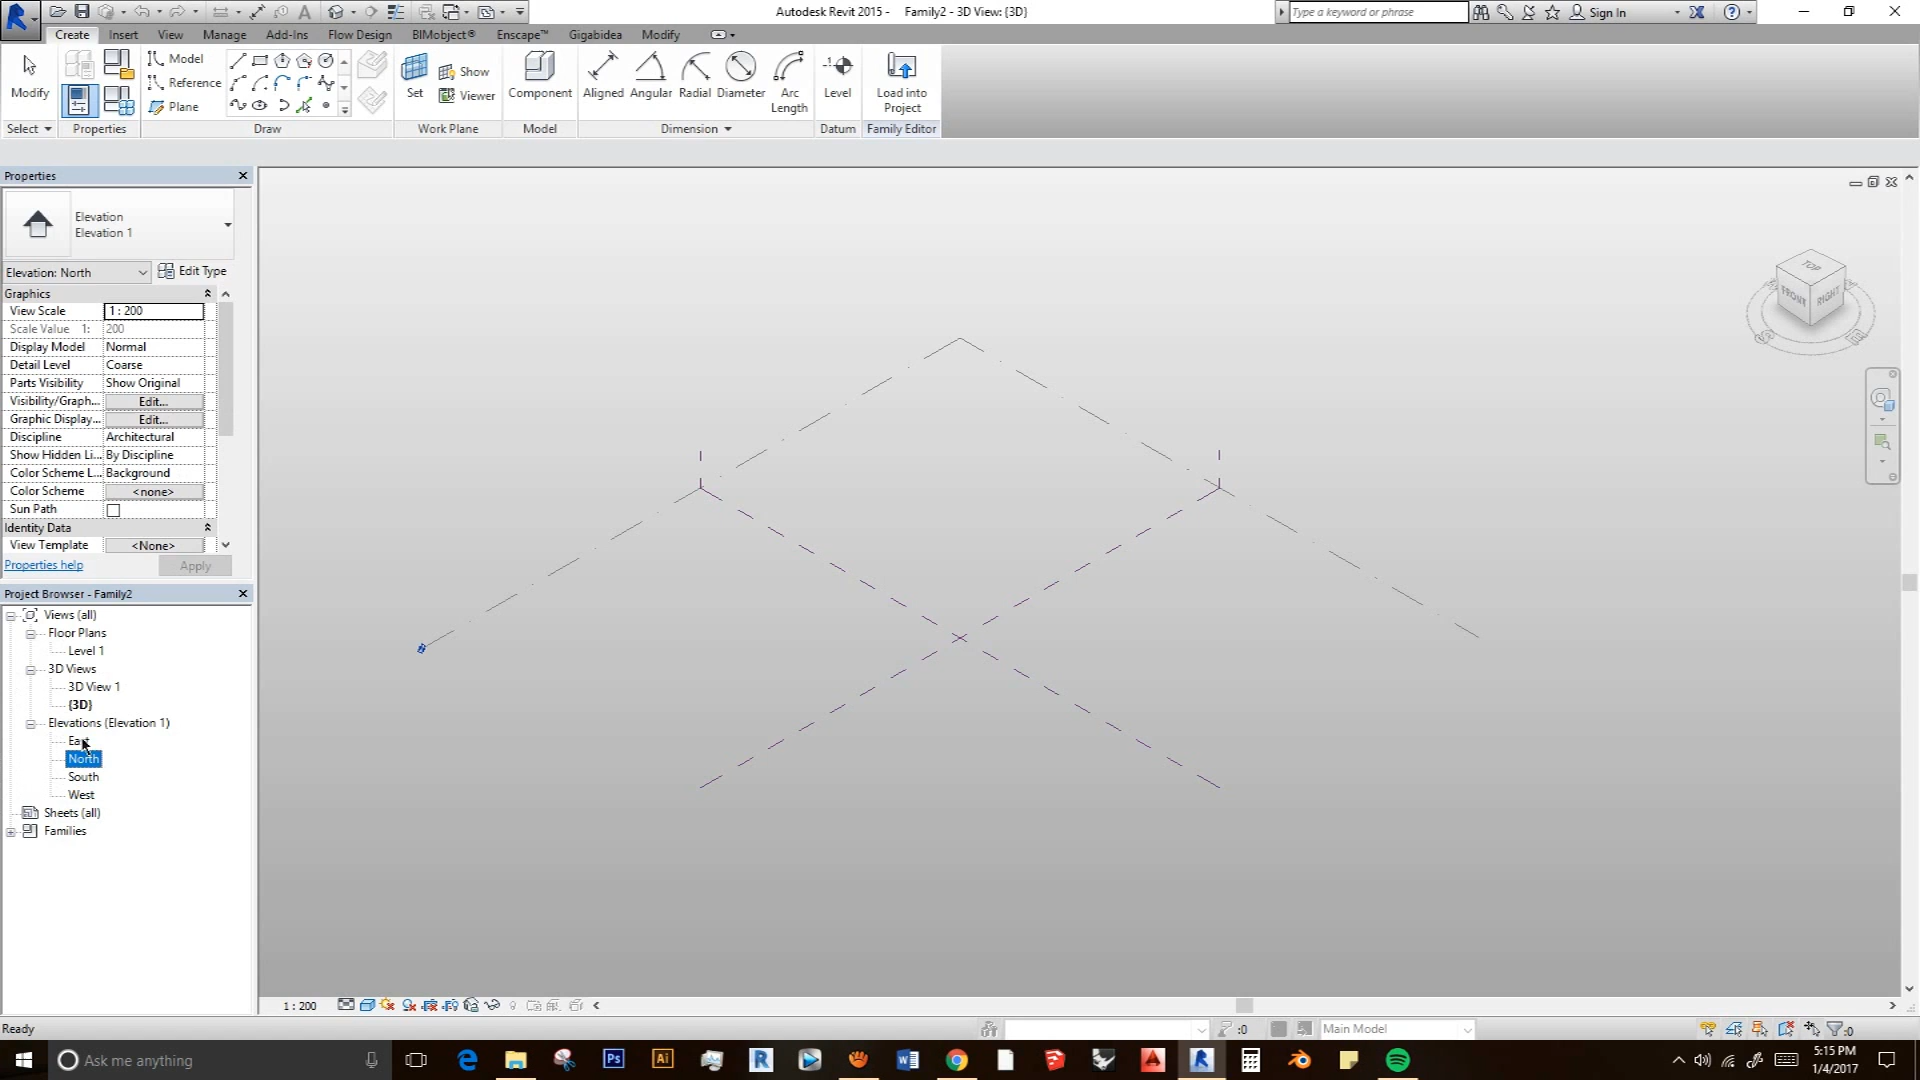 Autodesk Revit 2015 - Family2 - 3D View: {3D}
Type a keyword or phrase
Sign In
Create Insert View Manage Add-Ins Flow Design BIMobject® Enscape™ Gigabidea Modify
Modify
Model
Reference
Plane
Set
Show
Viewer
Component
Aligned Angular Radial Diameter Arc Length
Level
Load into Project
Select Properties Draw Work Plane Model Dimension Datum Family Editor
Properties
Elevation
Elevation 1
Elevation: North Edit Type
Graphics
View Scale 1 : 200
Scale Value 1: 200
Display Model Normal
Detail Level Coarse
Parts Visibility Show Original
Visibility/Graph... Edit...
Graphic Display... Edit...
Discipline Architectural
Show Hidden Li... By Discipline
Color Scheme L... Background
Color Scheme <none>
Sun Path
Identity Data
View Template <None>
Properties help Apply
Project Browser - Family2
Views (all)
Floor Plans
Level 1
3D Views
3D View 1
{3D}
Elevations (Elevation 1)
East
North
South
West
Sheets (all)
Families
TOP
FRONT RIGHT
S E
1 : 200
Ready
:0
Main Model
:0
Ask me anything
Ps
Ai
5:15 PM
1/4/2017